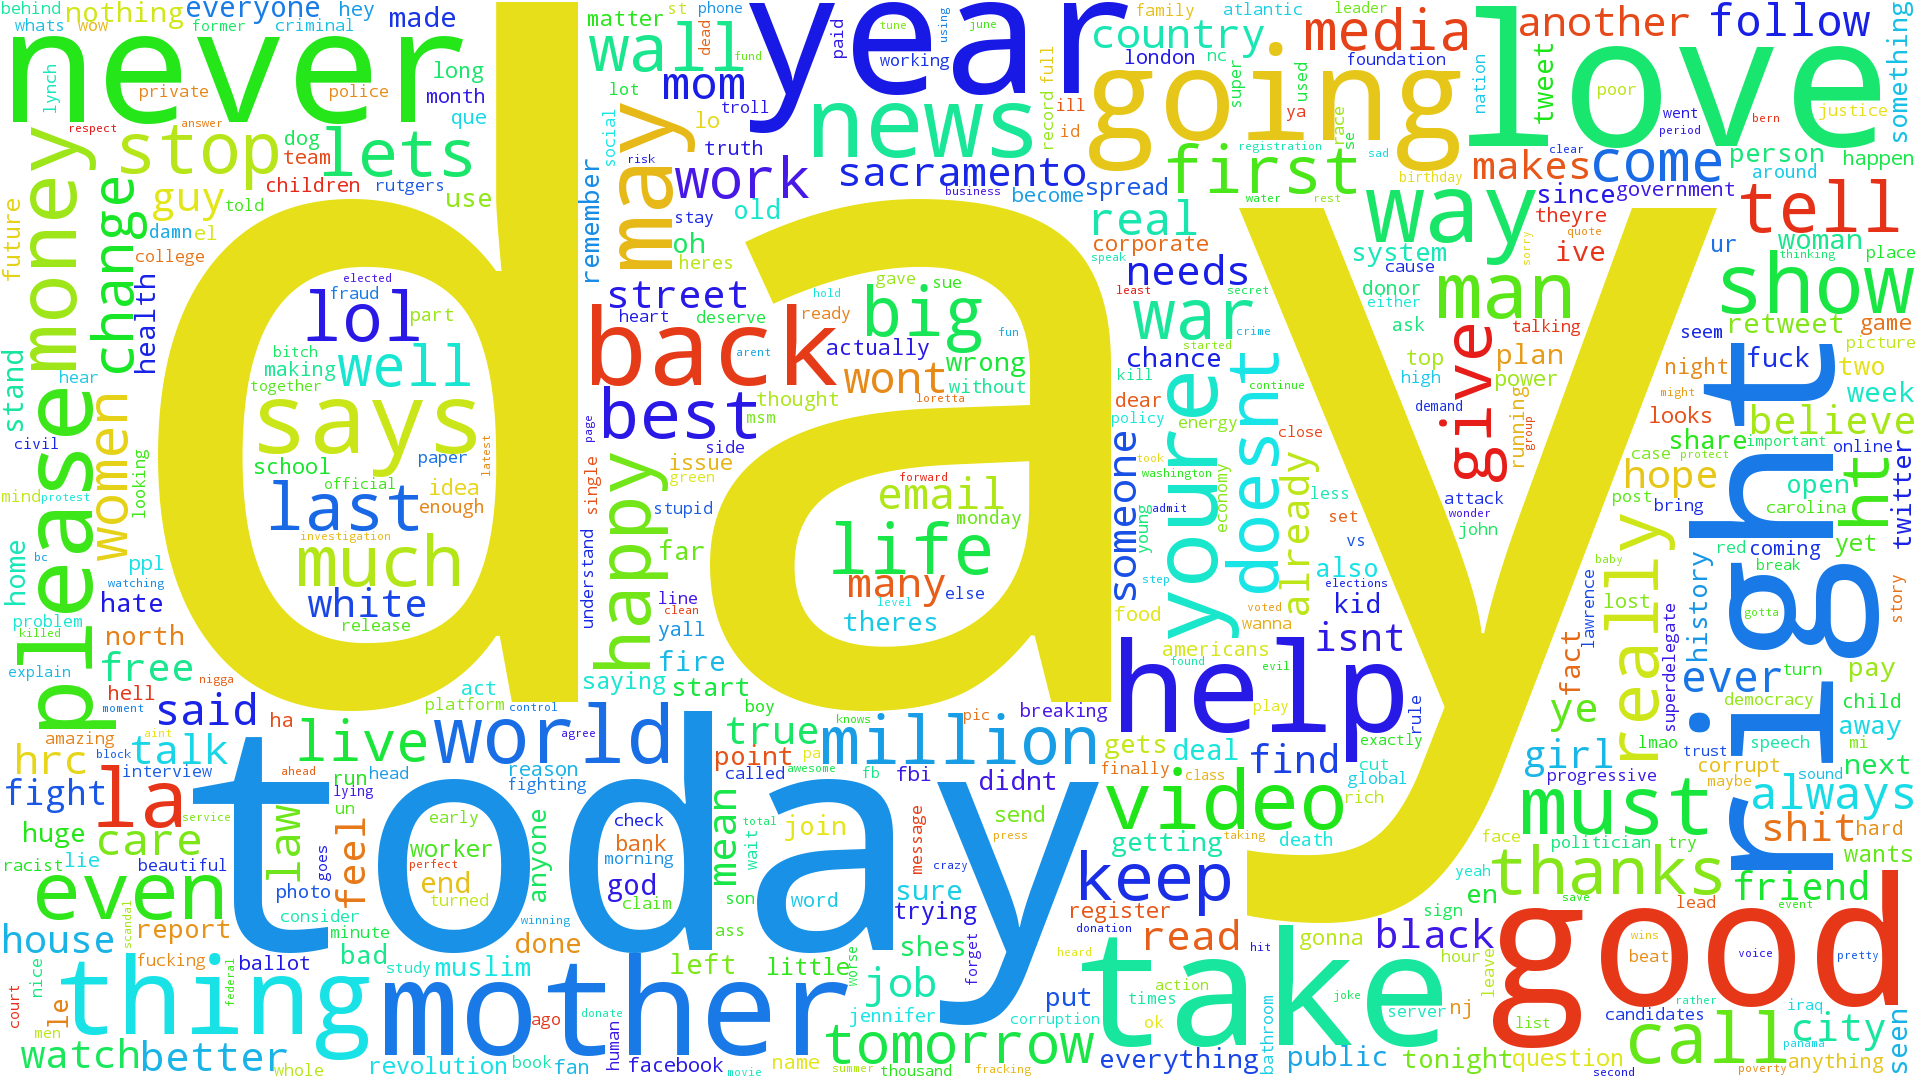 day
today
never
year
love
going
good
right
mother
take
help
thing
please
money
change
stop
lets
wall
mom
news
may
work
sacramento
country
media
another
follow
first
way
makes
come
tell
show
man
real
needs
war
street
back
best
big
wont
happy
life
email
many
theres
youre
doesnt
someone
already
give
plan
hope
believe
really
ever
isnt
find
video
keep
must
thanks
friend
always
shit
girl
ye
call
city
tomorrow
job
read
black
public
tonight
question
everything
watch
better
revolution
house
even
care
la
fight
talk
hrc
said
free
north
women
live
world
million
true
point
didnt
law
feel
mean
worker
end
god
bank
lol
well
says
last
much
white
behind
nothing
everyone
hey
made
whats
wow
former
criminal
long
month
que
lynch
private
police
respect
answer
dog
team
children
rutgers
guy
told
use
damn
el
college
health
future
stand
hear
civil
mind
protest
looking
home
bc
watching
ppl
hate
problem
killed
explain
hell
nigga
moment
amazing
aint
ha
block
interview
elected
fraud
part
bitch
making
together
school
official
paper
idea
enough
latest
investigation
release
matter
st
phone
dead
fund
lot
troll
social
lo
truth
paid
tune
june
using
working
family
atlantic
leader
london
nc
foundation
record
full
ill
id
super
ya
used
race
se
registration
sad
birthday
nation
tweet
poor
went
period
bern
justice
clear
something
person
happen
around
since
government
theyre
ive
ur
woman
place
quote
sorry
thinking
system
cause
donor
either
ask
talking
seem
retweet
game
picture
night
fuck
two
week
might
top
high
power
running
group
demand
looks
share
important
online
case
protect
open
carolina
twitter
post
bring
attack
wonder
john
yet
red
coming
break
baby
lost
history
gotta
story
lawrence
superdelegate
fact
pay
turn
democracy
child
away
mi
speech
trust
lmao
corrupt
maybe
sound
next
progressive
politician
try
hard
wants
face
yeah
en
sign
save
lead
event
wins
beat
voice
pretty
list
candidates
rather
iraq
panama
anything
poverty
second
seen
remember
risk
stay
old
oh
heres
business
become
spread
water
rest
corporate
speak
least
secret
crime
started
chance
kill
dear
policy
energy
close
took
washington
admit
young
economy
less
set
vs
step
food
voted
wanna
also
kid
elections
americans
found
evil
play
rule
exactly
cut
global
rich
gets
deal
finally
class
getting
taking
death
heart
deserve
gave
sue
hold
ready
fun
arent
actually
wrong
without
loretta
thought
msm
side
page
single
issue
green
stupid
forward
monday
far
understand
line
clean
yall
else
level
fire
saying
start
act
platform
control
boy
agree
breaking
pic
knows
called
pa
awesome
fb
fbi
reason
fighting
run
head
ahead
lying
un
huge
service
racist
lie
beautiful
goes
photo
early
perfect
turned
check
morning
claim
anyone
wait
total
join
son
word
message
press
send
crazy
sure
trying
shes
ass
winning
consider
minute
scandal
report
done
bad
study
muslim
left
little
worse
forget
register
donation
heard
hit
gonna
hour
leave
fucking
ballot
federal
court
nice
le
men
whole
ago
donate
human
book
fan
facebook
movie
jennifer
name
summer
thousand
fracking
corruption
put
times
action
ok
joke
server
nj
bathroom